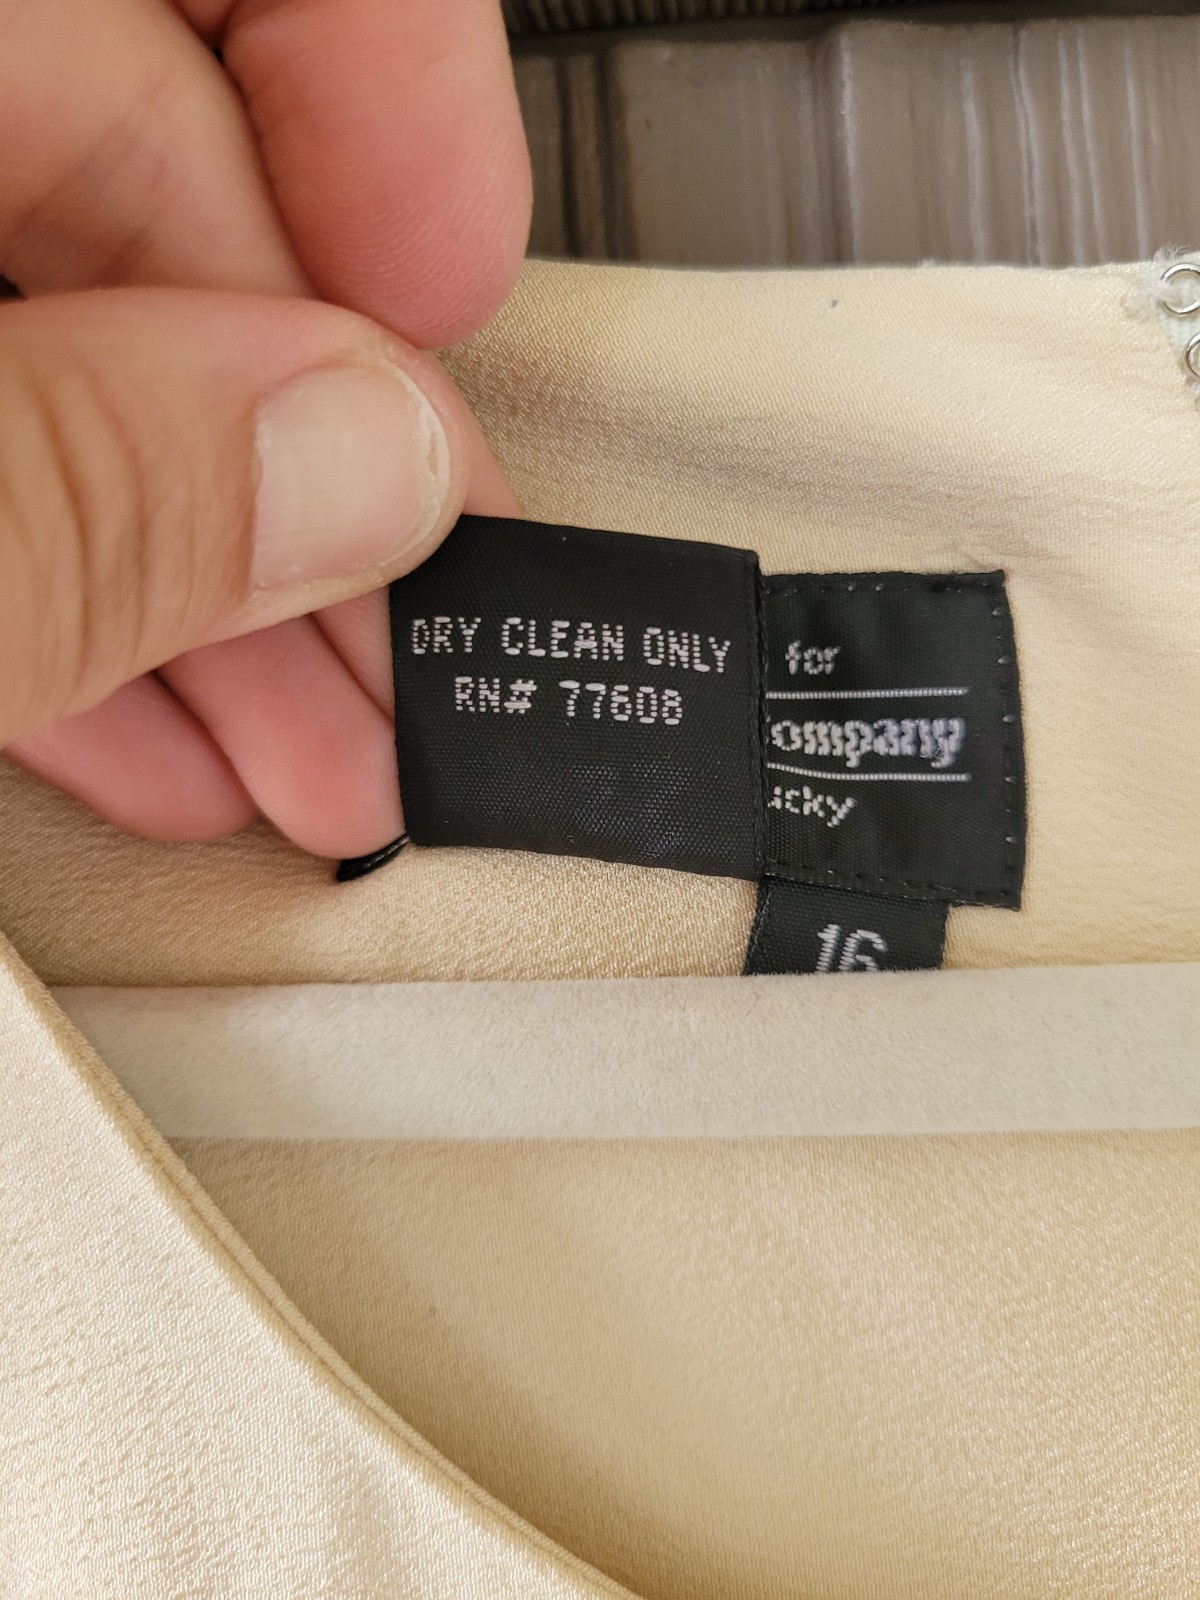 DRY CLEAN ONLY
RN# 77608
for
ompany
ucky
16